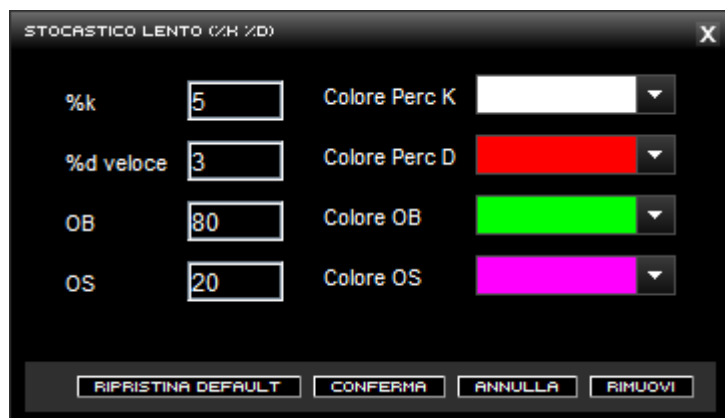 STOCASTICO LENTO (%K %D)
X
%k 5 Colore Perc K
%d veloce 3 Colore Perc D
OB 80 Colore OB
OS 20 Colore OS
RIPRISTINA DEFAULT CONFERMA ANNULLA RIMUOVI